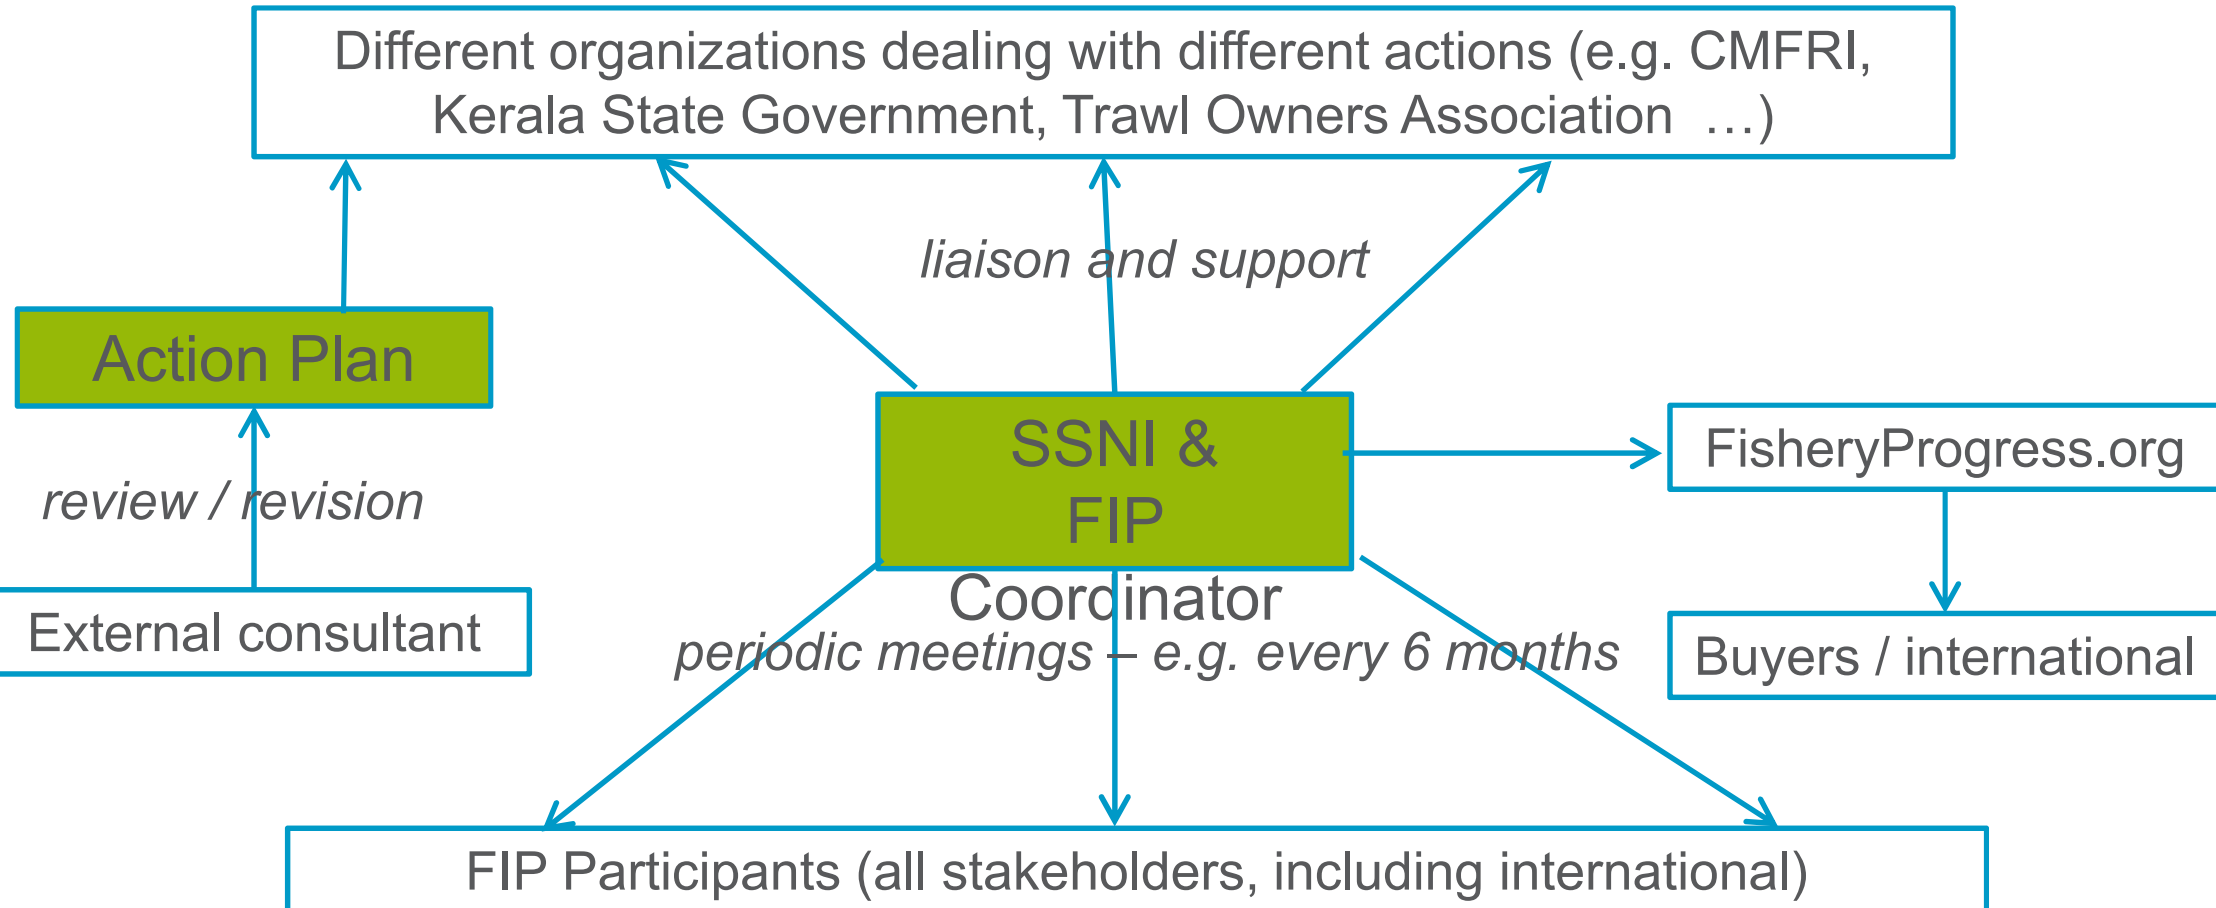 Different organizations dealing with different actions (e.g. CMFRI,
Kerala State Government, Trawl Owners Association …)
liaison and support
Action Plan
SSNI &
FIP
Coordinator
FisheryProgress.org
review / revision
External consultant
periodic meetings – e.g. every 6 months
Buyers / international
FIP Participants (all stakeholders, including international)